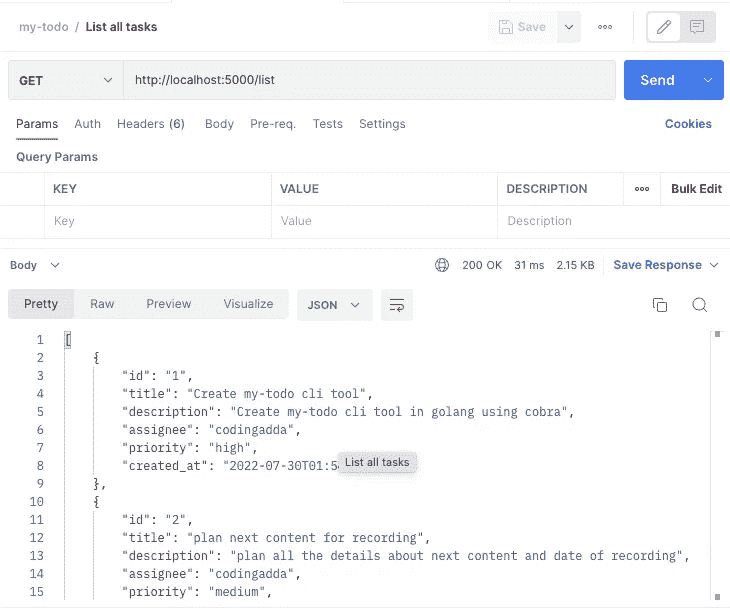 my-todo / List all tasks
Save
GET
http://localhost:5000/list
Send
Params Auth Headers (6) Body Pre-req. Tests Settings Cookies
Query Params
KEY VALUE DESCRIPTION Bulk Edit
Key Value Description
Body 200 OK 31 ms 2.15 KB Save Response
Pretty Raw Preview Visualize JSON
1 [
2 {
3 "id": "1",
4 "title": "Create my-todo cli tool",
5 "description": "Create my-todo cli tool in golang using cobra",
6 "assignee": "codingadda",
7 "priority": "high",
8 "created_at": "2022-07-30T01:5
List all tasks
9 },
10 {
11 "id": "2",
12 "title": "plan next content for recording",
13 "description": "plan all the details about next content and date of recording",
14 "assignee": "codingadda",
15 "priority": "medium",